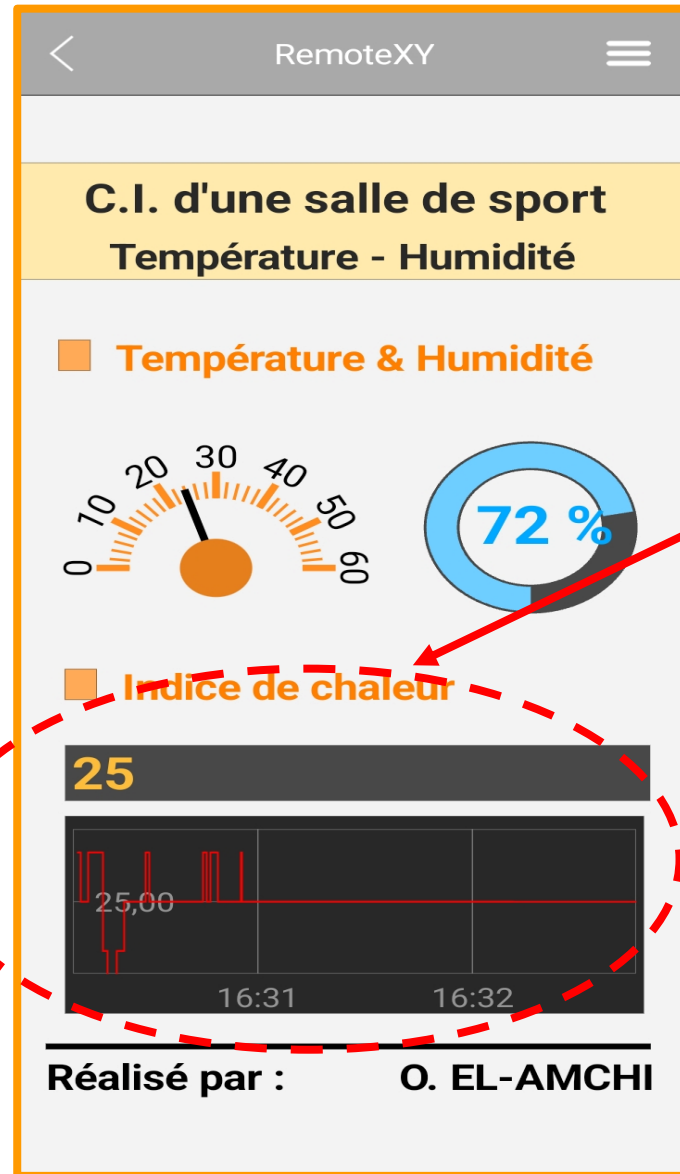 RemoteXY
C.I. d'une salle de sport
Température - Humidité
Température & Humidité
0 10 20 30 40 50 60
72 %
Indice de chaleur
25
25,00
16:31 16:32
Réalisé par : O. EL-AMCHI